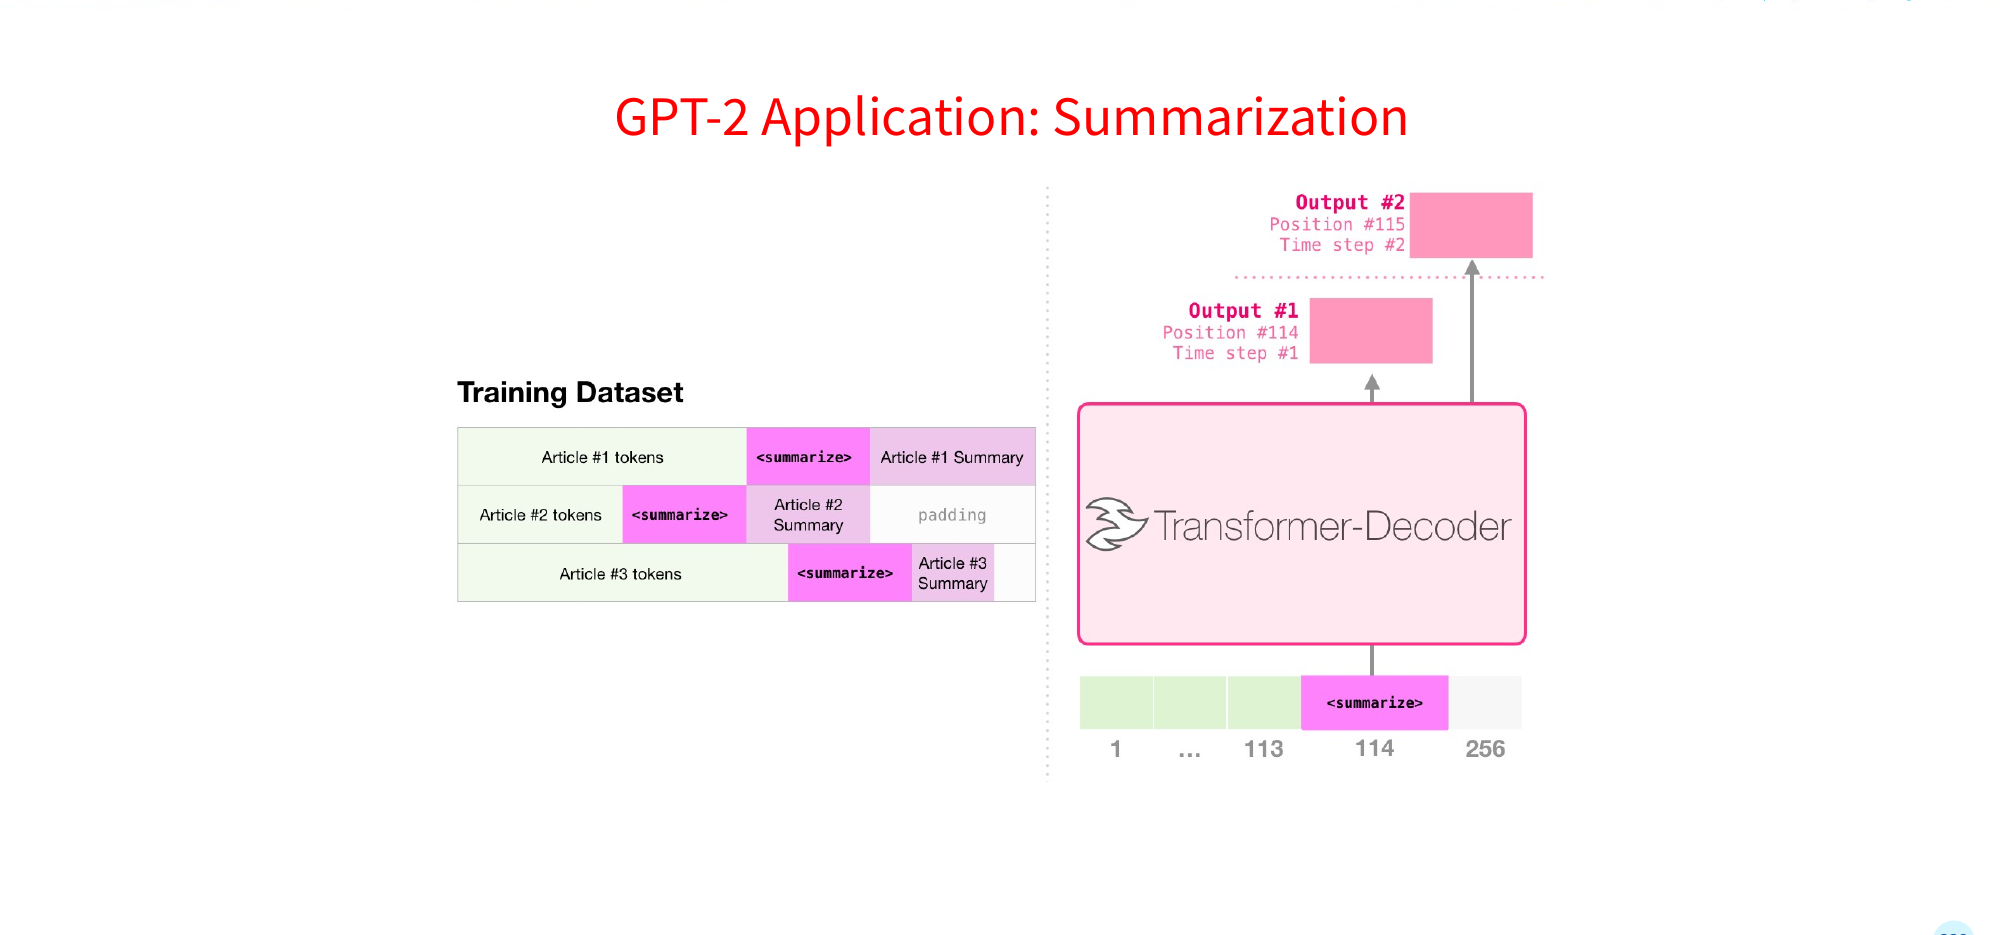 GPT-2 Application: Summarization
Training Dataset
Article #1 tokens
<summarize>
Article #1 Summary
Article #2 tokens
<summarize>
Article #2
Summary
padding
Article #3 tokens
<summarize>
Article #3
Summary
Output #2
Position #115
Time step #2
Output #1
Position #114
Time step #1
Transformer-Decoder
<summarize>
1
...
113
114
256